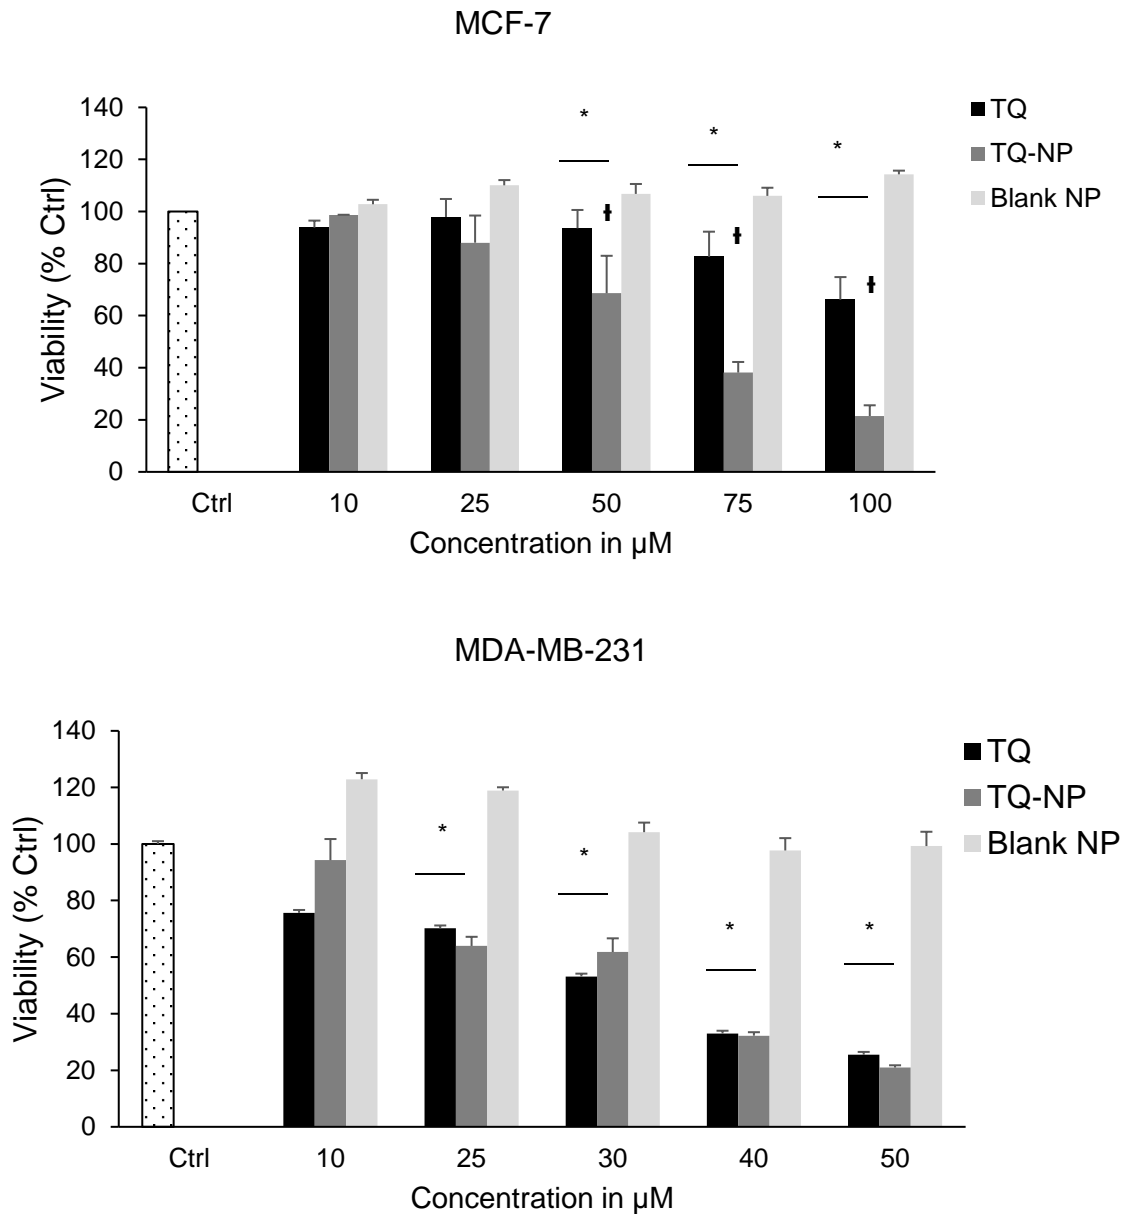 MCF-7
Viability (% Ctrl)
140
120
100
80
60
40
20
0
* * *
ⱡ ⱡ ⱡ
TQ
TQ-NP
Blank NP
Ctrl 10 25 50 75 100
Concentration in µM
MDA-MB-231
Viability (% Ctrl)
140
120
100
80
60
40
20
0
* * * *
TQ
TQ-NP
Blank NP
Ctrl 10 25 30 40 50
Concentration in µM